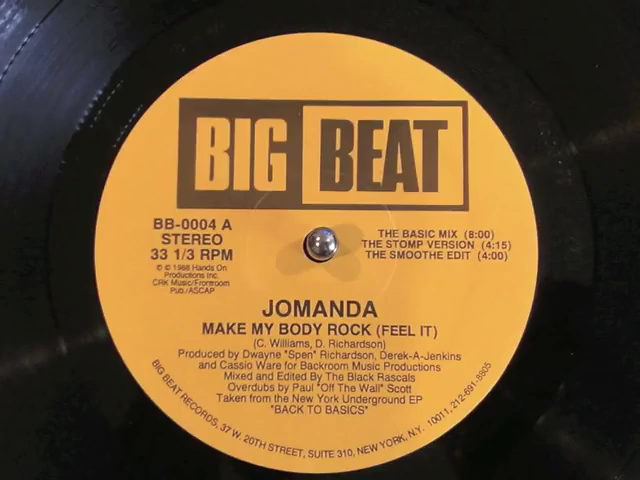 BIG BEAT
BB-0004 A
STEREO
33 1/3 RPM
℗ © 1988 Hands On
Productions Inc.
CRK Music/Frontroom
Pub./ASCAP
THE BASIC MIX (8:00)
THE STOMP VERSION (4:15)
THE SMOOTHE EDIT (4:00)
JOMANDA
MAKE MY BODY ROCK (FEEL IT)
(C. Williams, D. Richardson)
Produced by Dwayne "Spen" Richardson, Derek-A-Jenkins
and Cassio Ware for Backroom Music Productions
Mixed and Edited By The Black Rascals
Overdubs by Paul "Off The Wall" Scott
Taken from the New York Underground EP
"BACK TO BASICS"
BIG BEAT RECORDS, 37 W. 20TH STREET, SUITE 310, NEW YORK, N.Y. 10011, 212-691-8805